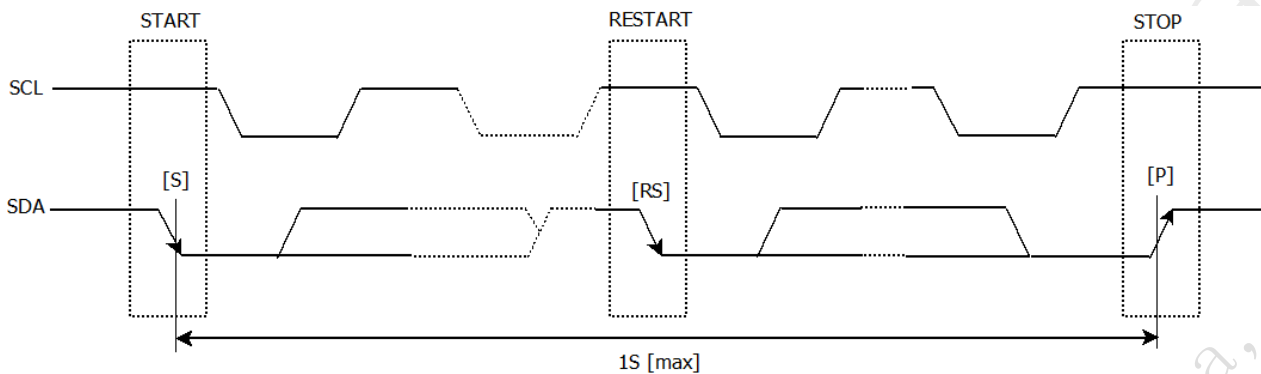 START
RESTART
STOP
SCL
[S]
[RS]
[P]
SDA
1S [max]